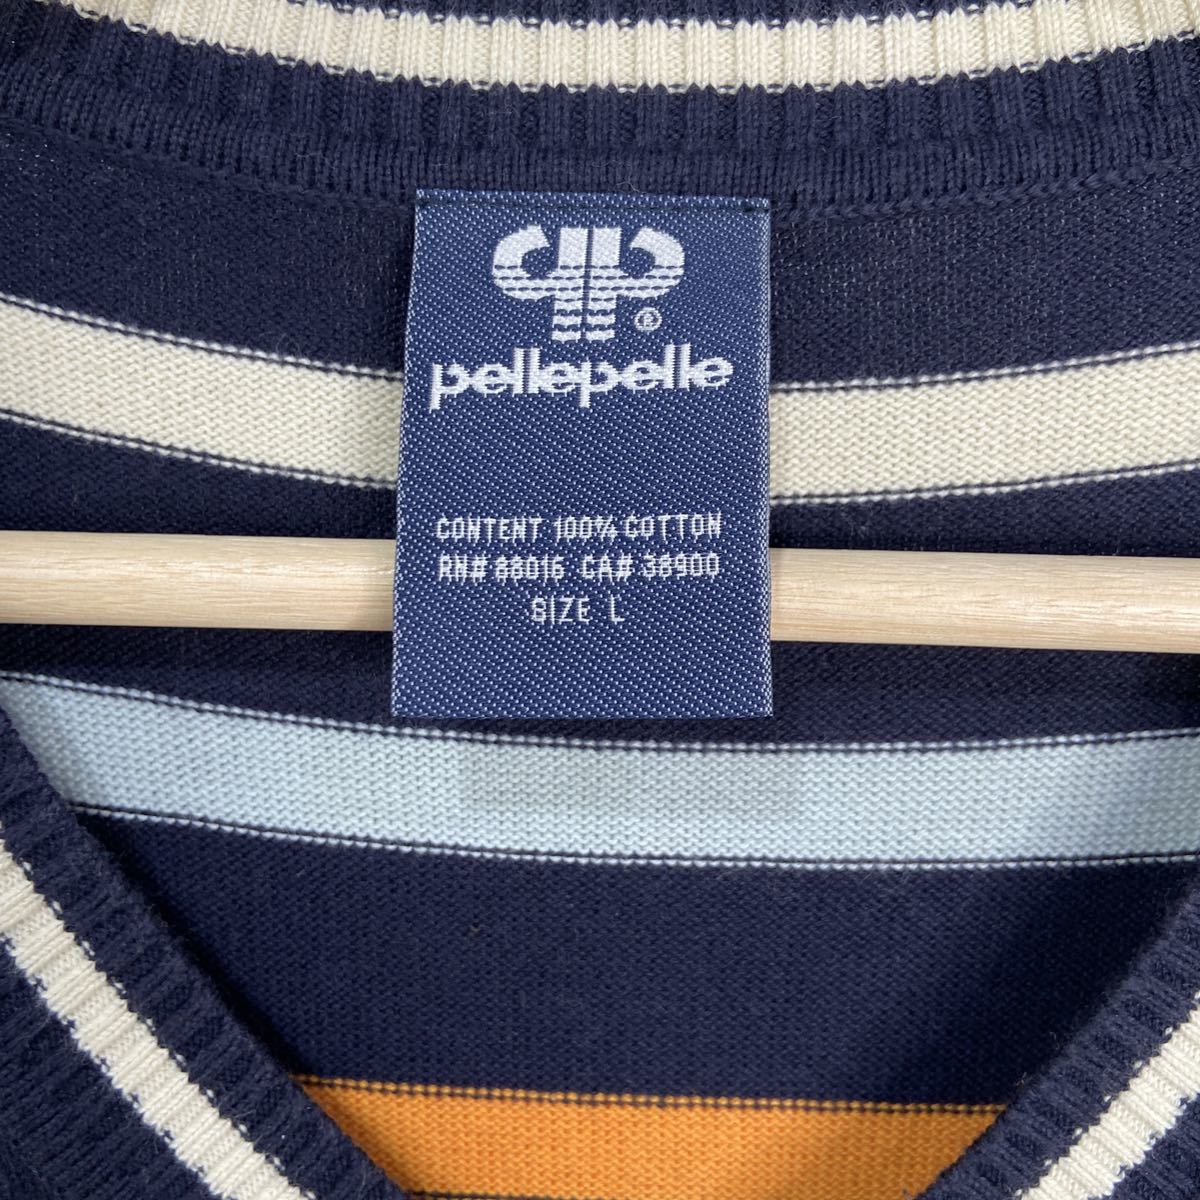 ®
pellepelle
CONTENT 100% COTTON
RN# 88016 CA# 38900
SIZE L